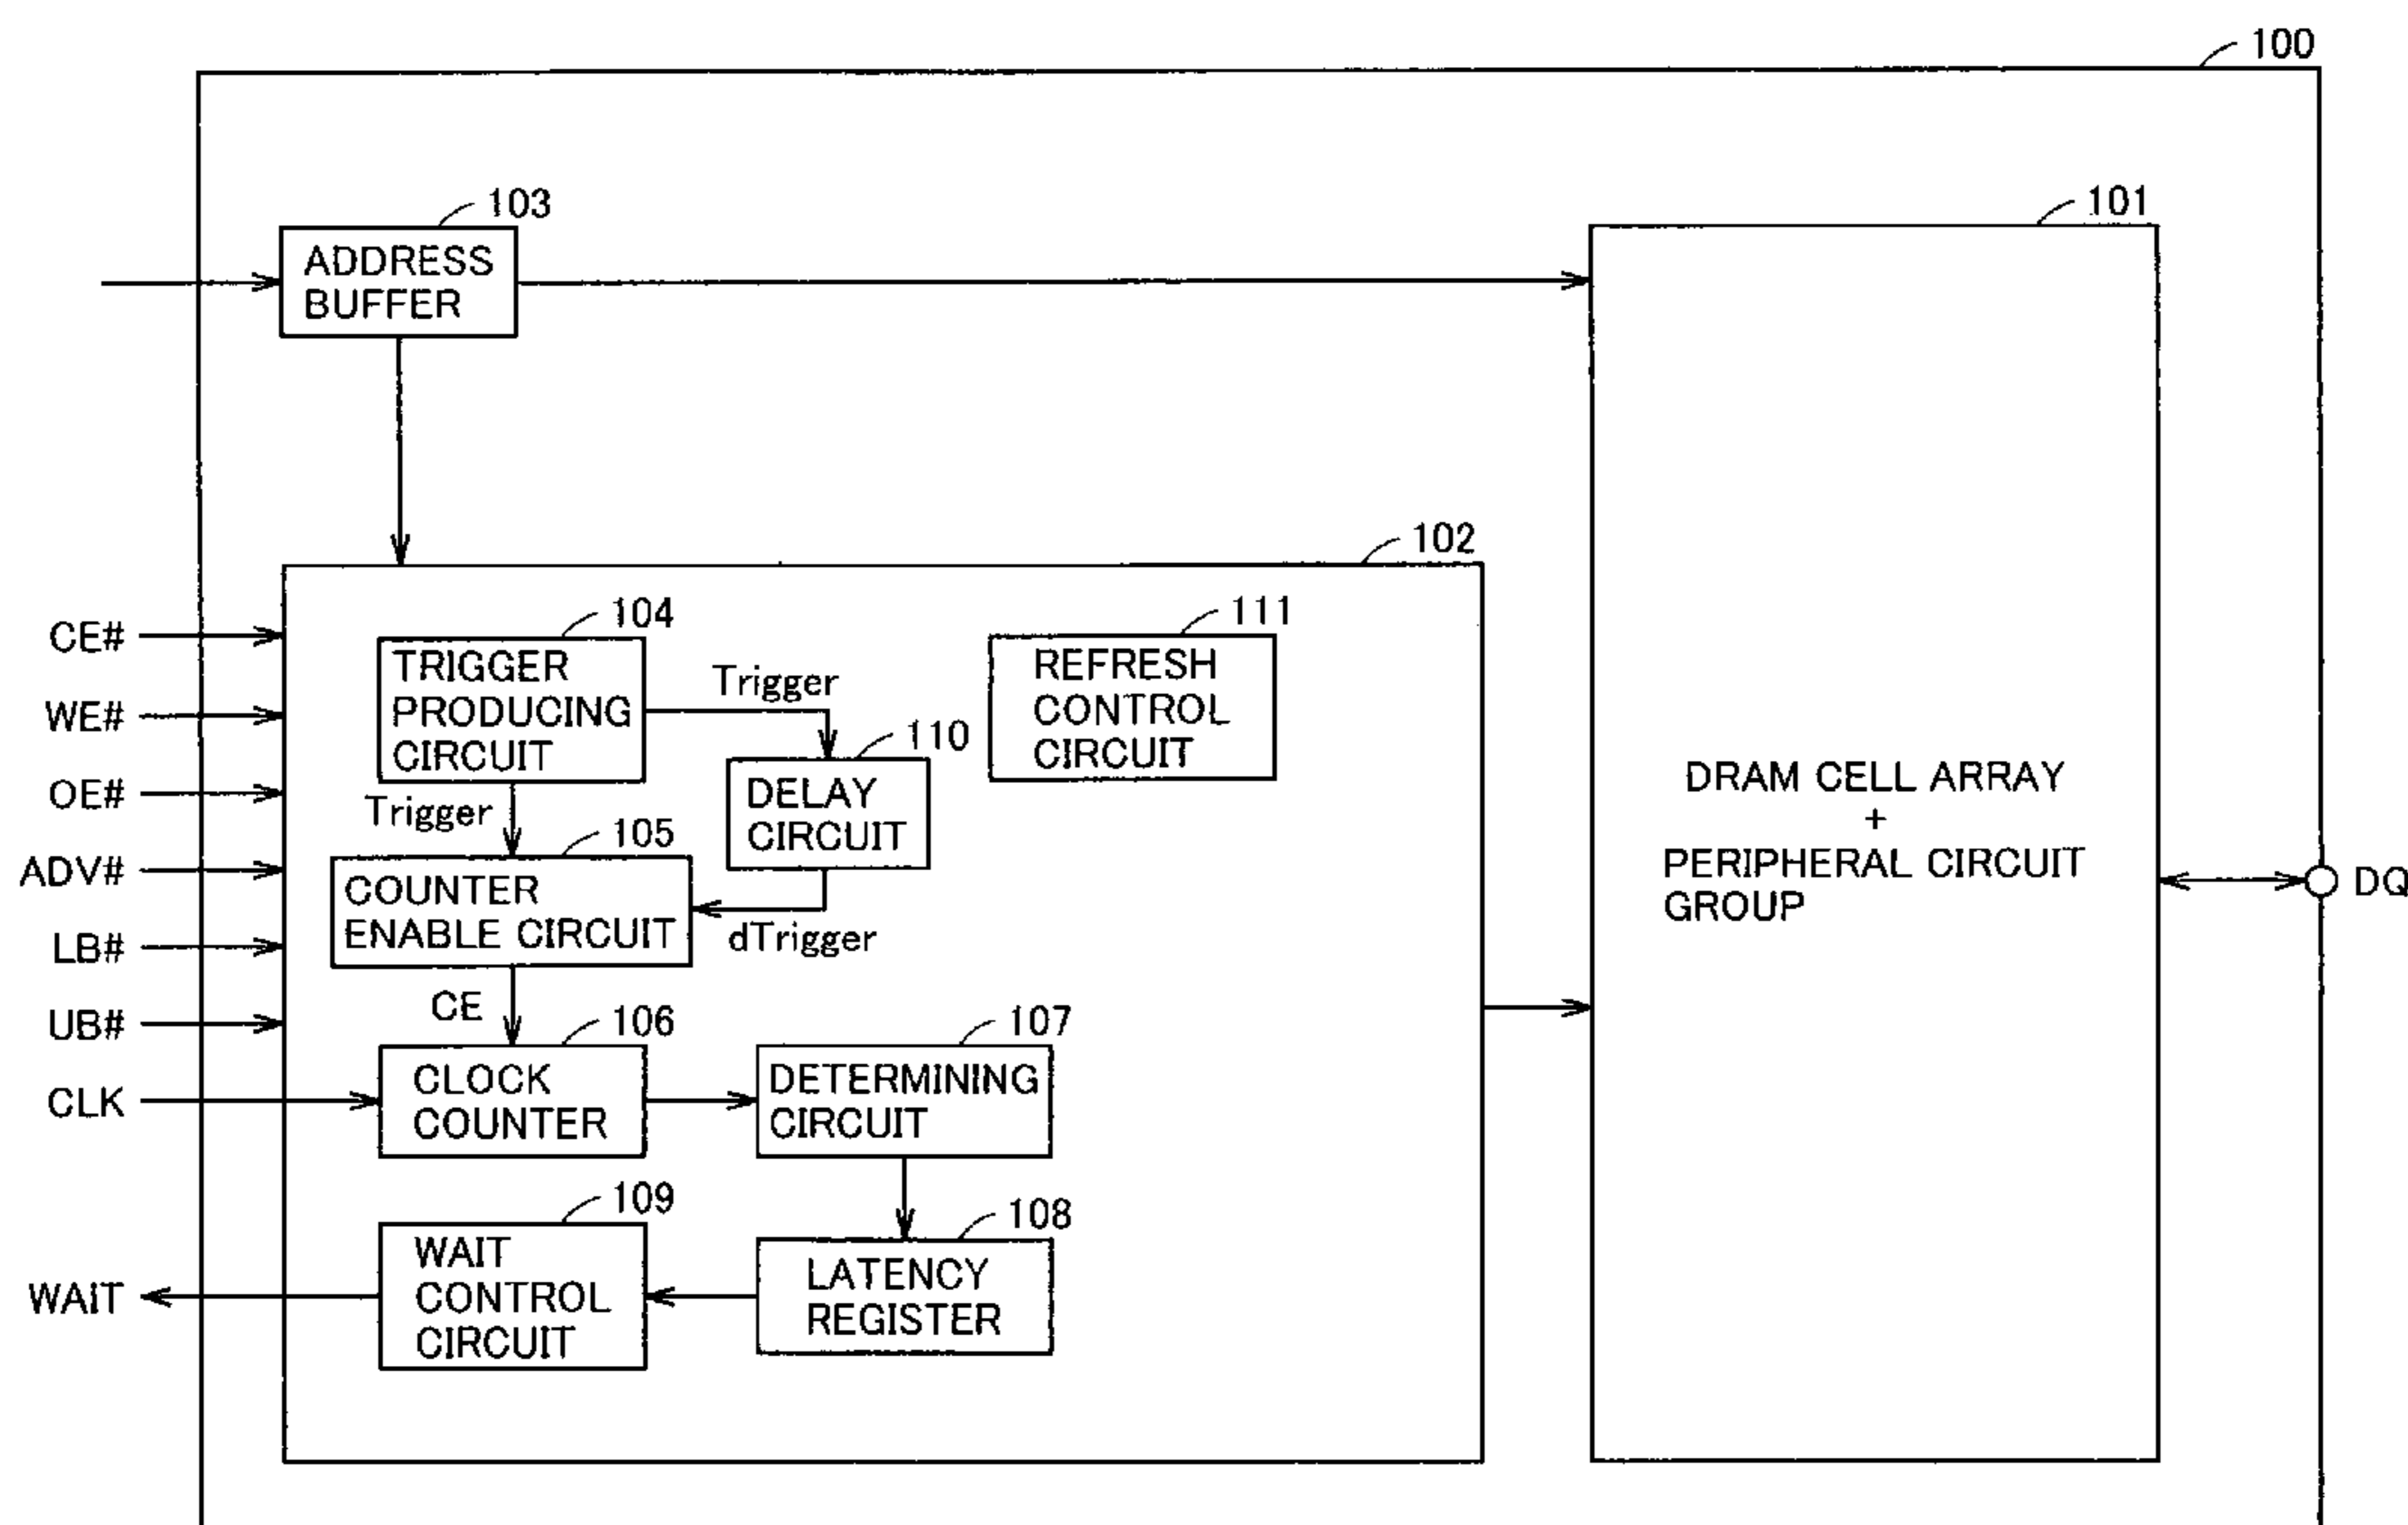 100
103
ADDRESS
BUFFER
101
DRAM CELL ARRAY
+
PERIPHERAL CIRCUIT
GROUP
DQ
102
CE#
WE#
OE#
ADV#
LB#
UB#
CLK
WAIT
104
TRIGGER
PRODUCING
CIRCUIT
Trigger
110
DELAY
CIRCUIT
111
REFRESH
CONTROL
CIRCUIT
Trigger
105
COUNTER
ENABLE CIRCUIT
dTrigger
CE
106
CLOCK
COUNTER
107
DETERMINING
CIRCUIT
109
WAIT
CONTROL
CIRCUIT
108
LATENCY
REGISTER